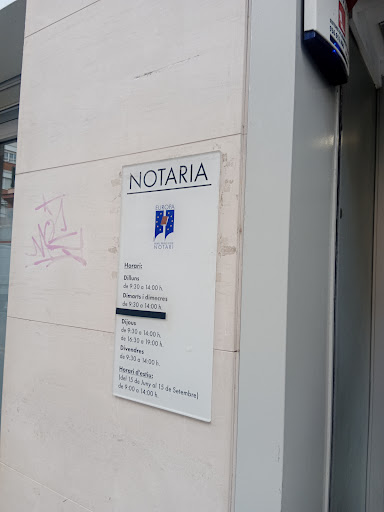 NOTARIA
EUROPA
NOTARI
Horari:
Dilluns
de 9:30 a 14:00 h.
Dimarts i dimecres
de 9:30 a 14:00 h.
Dijous
de 9:30 a 14:00 h.
de 16:30 a 19:00 h.
Divendres
de 9:30 a 14:00h.
Horari d'estiu:
(del 15 de Juny al 15 de Setembre)
de 9:00 a 14:00h.